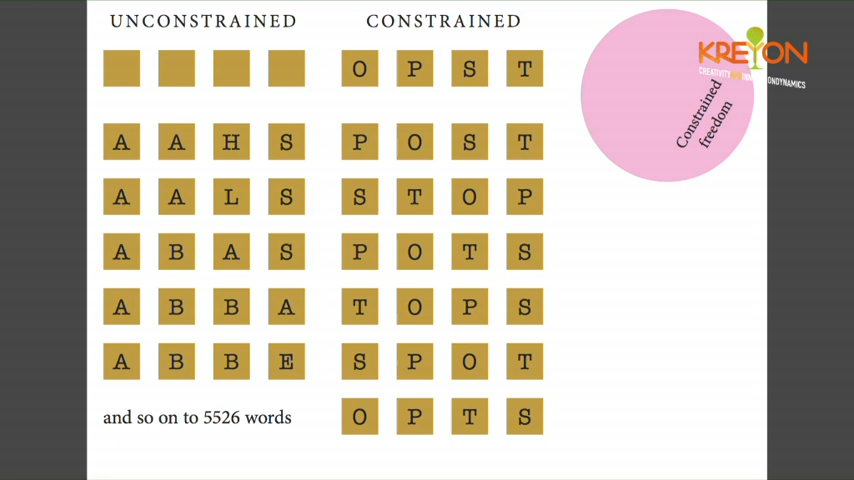 UNCONSTRAINED
A A H S
A A L S
A B A S
A B B A
A B B E
and so on to 5526 words
CONSTRAINED
O P S T
P O S T
S T O P
P O T S
T O P S
S P O T
O P T S
Constrained
freedom
KREYON